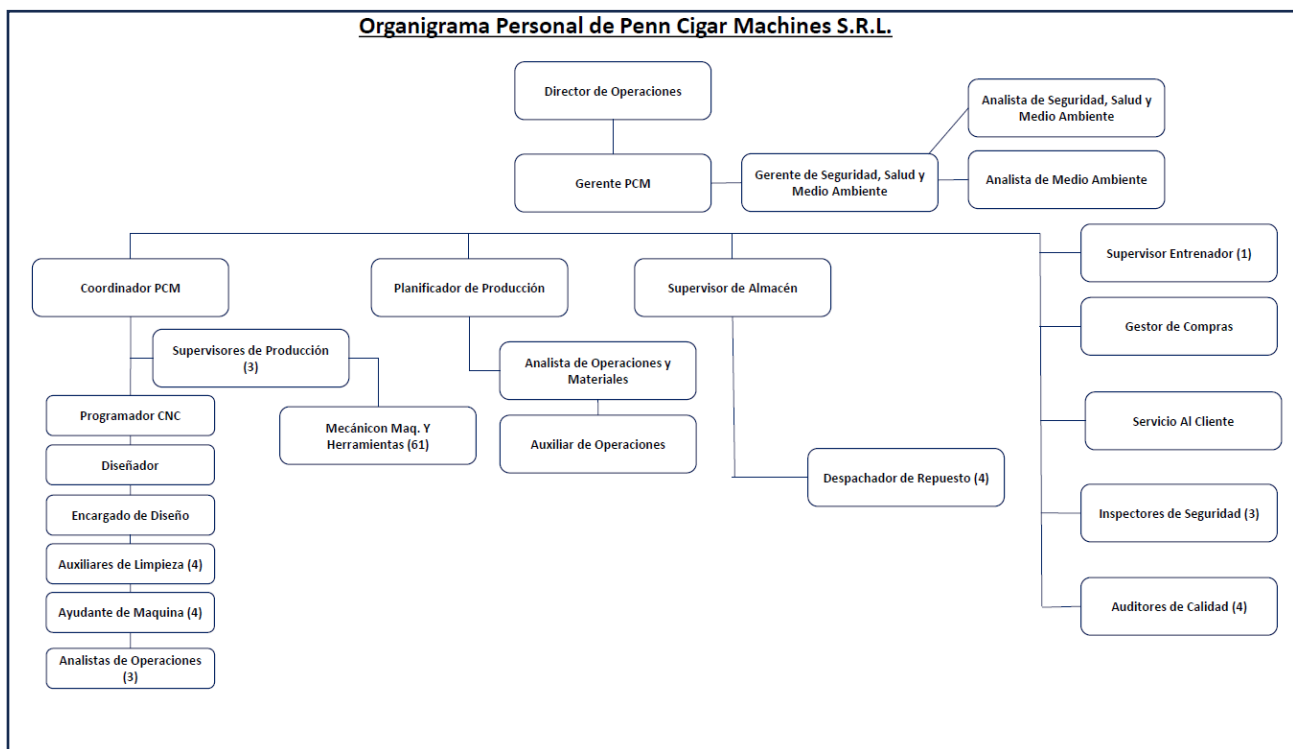 Organigrama Personal de Penn Cigar Machines S.R.L.
Director de Operaciones
Analista de Seguridad, Salud y
Medio Ambiente
Gerente PCM
Gerente de Seguridad, Salud y
Medio Ambiente
Analista de Medio Ambiente
Coordinador PCM
Planificador de Producción
Supervisor de Almacén
Supervisor Entrenador (1)
Gestor de Compras
Supervisores de Producción
(3)
Analista de Operaciones y
Materiales
Programador CNC
Mecánicon Maq. Y
Herramientas (61)
Auxiliar de Operaciones
Servicio Al Cliente
Diseñador
Despachador de Repuesto (4)
Encargado de Diseño
Inspectores de Seguridad (3)
Auxiliares de Limpieza (4)
Ayudante de Maquina (4)
Auditores de Calidad (4)
Analistas de Operaciones
(3)